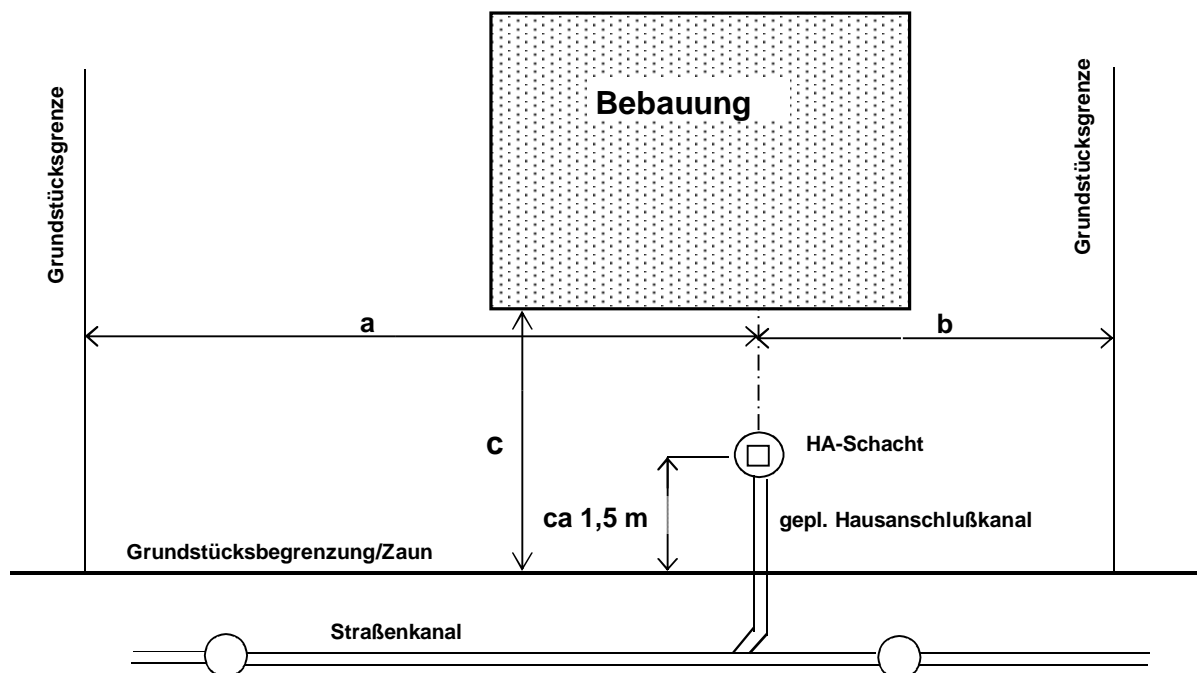 Bebauung
Grundstücksgrenze
Grundstücksgrenze
a
b
c
HA-Schacht
ca 1,5 m
gepl. Hausanschlußkanal
Grundstücksbegrenzung/Zaun
Straßenkanal